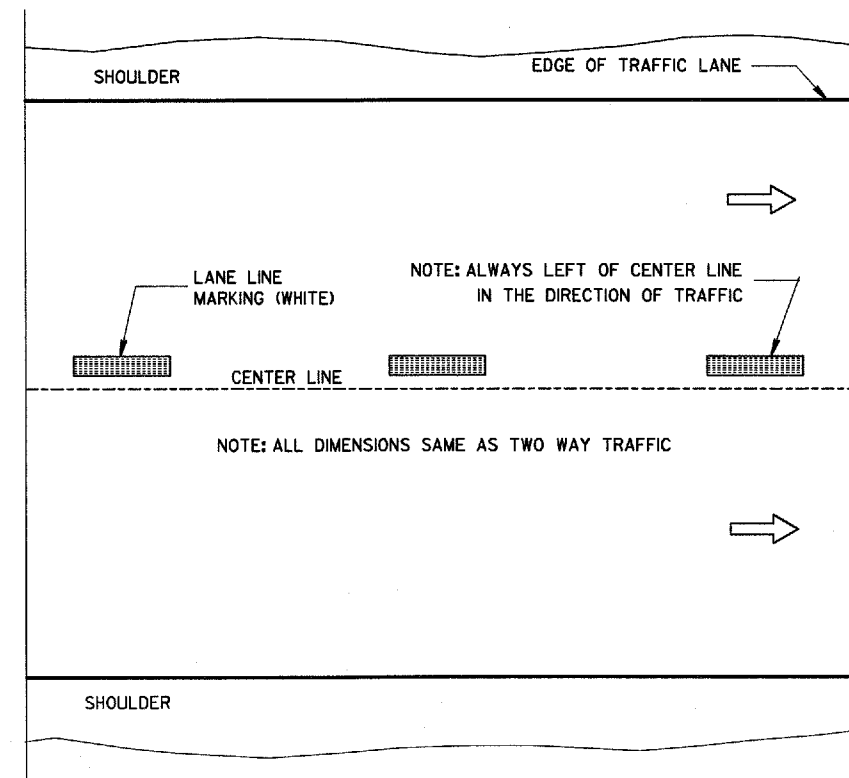 SHOULDER
EDGE OF TRAFFIC LANE
LANE LINE
MARKING (WHITE)
NOTE: ALWAYS LEFT OF CENTER LINE
IN THE DIRECTION OF TRAFFIC
CENTER LINE
NOTE: ALL DIMENSIONS SAME AS TWO WAY TRAFFIC
SHOULDER